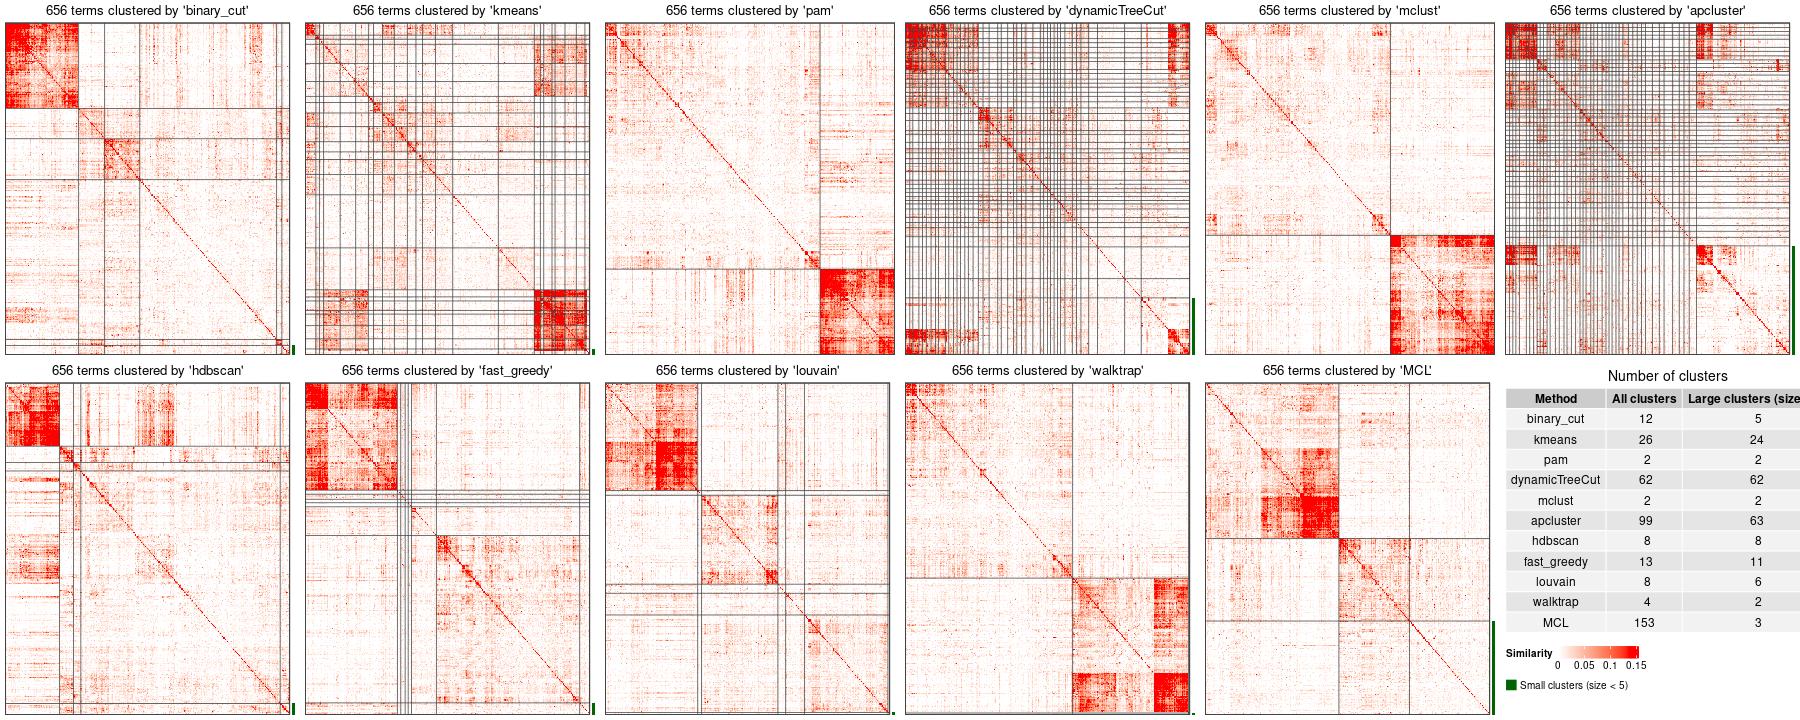 656 terms clustered by 'binary_cut'
656 terms clustered by 'kmeans'
656 terms clustered by 'pam'
656 terms clustered by 'dynamicTreeCut'
656 terms clustered by 'mclust'
656 terms clustered by 'apcluster'
656 terms clustered by 'hdbscan'
656 terms clustered by 'fast_greedy'
656 terms clustered by 'louvain'
656 terms clustered by 'walktrap'
656 terms clustered by 'MCL'
Number of clusters
Method All clusters Large clusters (size
binary_cut 12 5
kmeans 26 24
pam 2 2
dynamicTreeCut 62 62
mclust 2 2
apcluster 99 63
hdbscan 8 8
fast_greedy 13 11
louvain 8 6
walktrap 4 2
MCL 153 3
Similarity
0 0.05 0.1 0.15
Small clusters (size < 5)